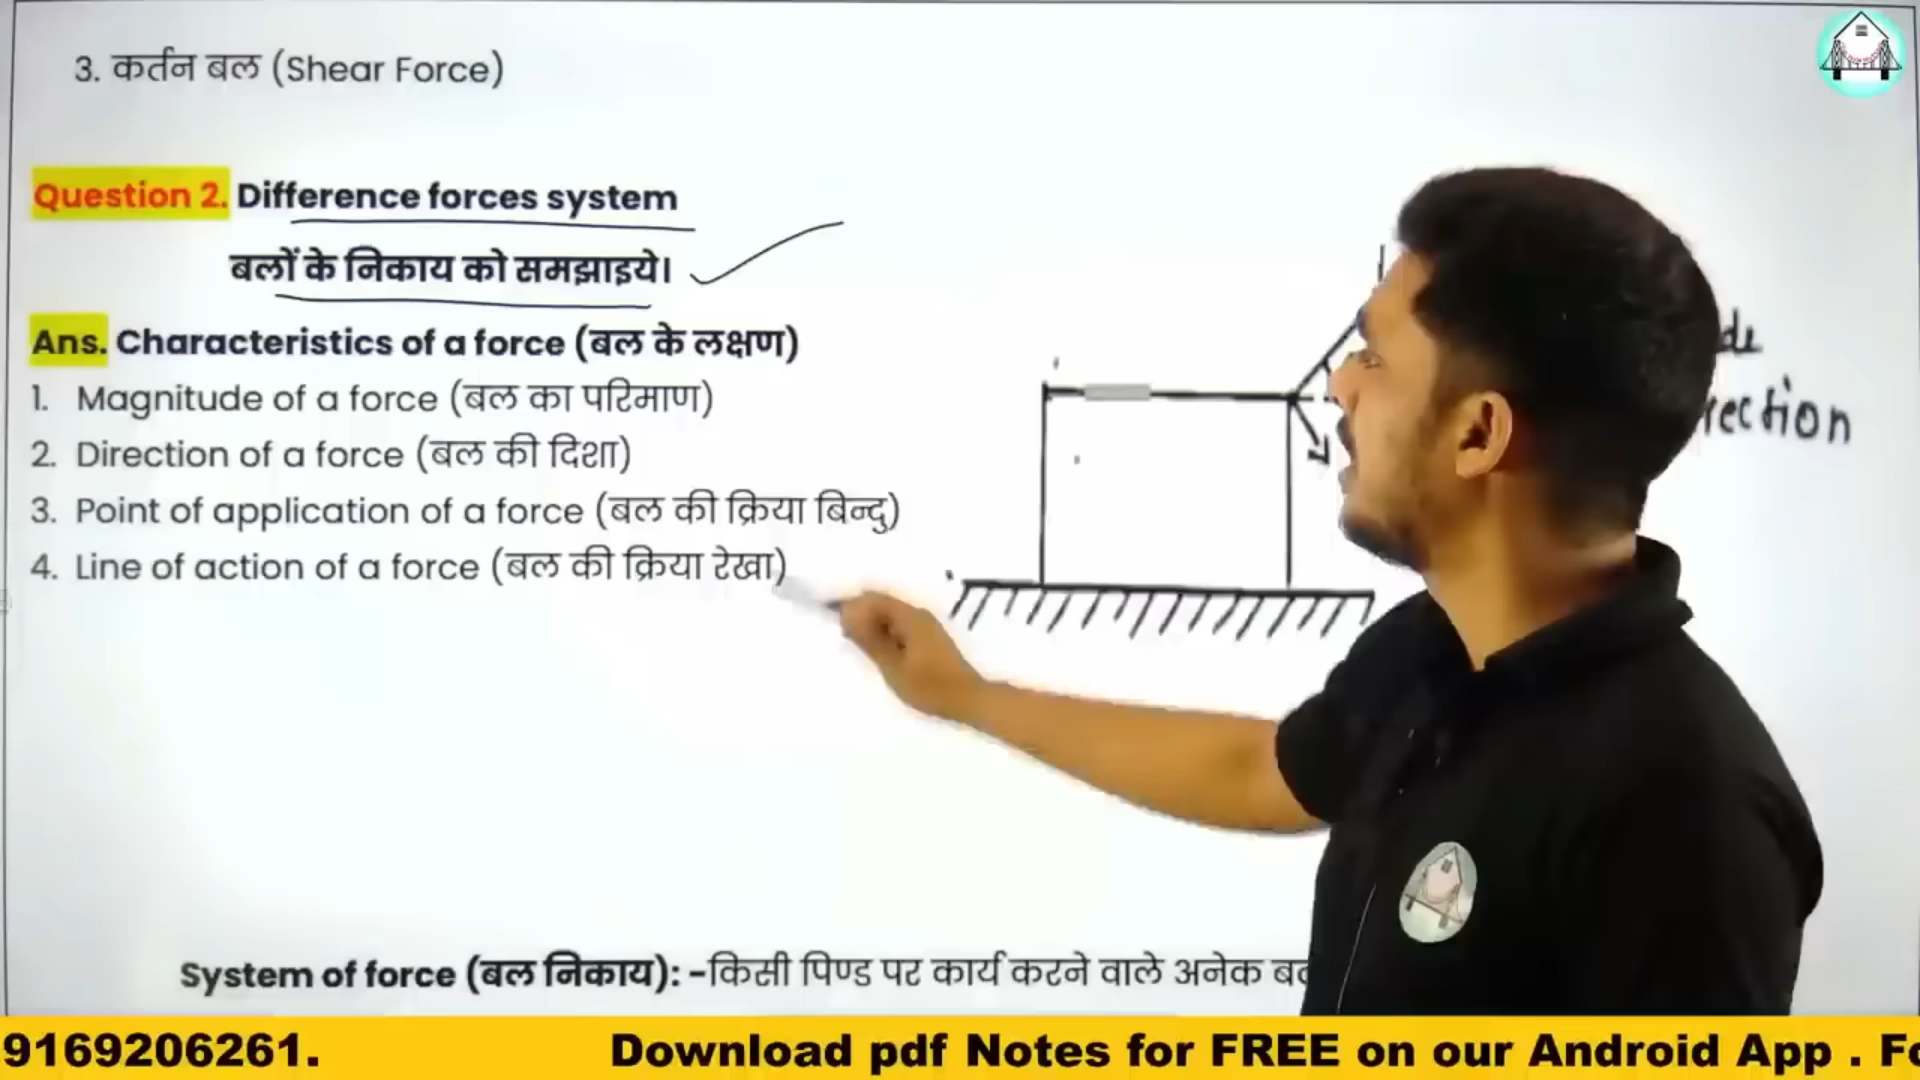 3. कर्तन बल (Shear Force)
Question 2. Difference forces system
बलों के निकाय को समझाइये।
Ans. Characteristics of a force (बल के लक्षण)
1. Magnitude of a force (बल का परिमाण)
2. Direction of a force (बल की दिशा)
3. Point of application of a force (बल की क्रिया बिन्दु)
4. Line of action of a force (बल की क्रिया रेखा)
System of force (बल निकाय): -किसी पिण्ड पर कार्य करने वाले अनेक
9169206261. Download pdf Notes for FREE on our Android App .